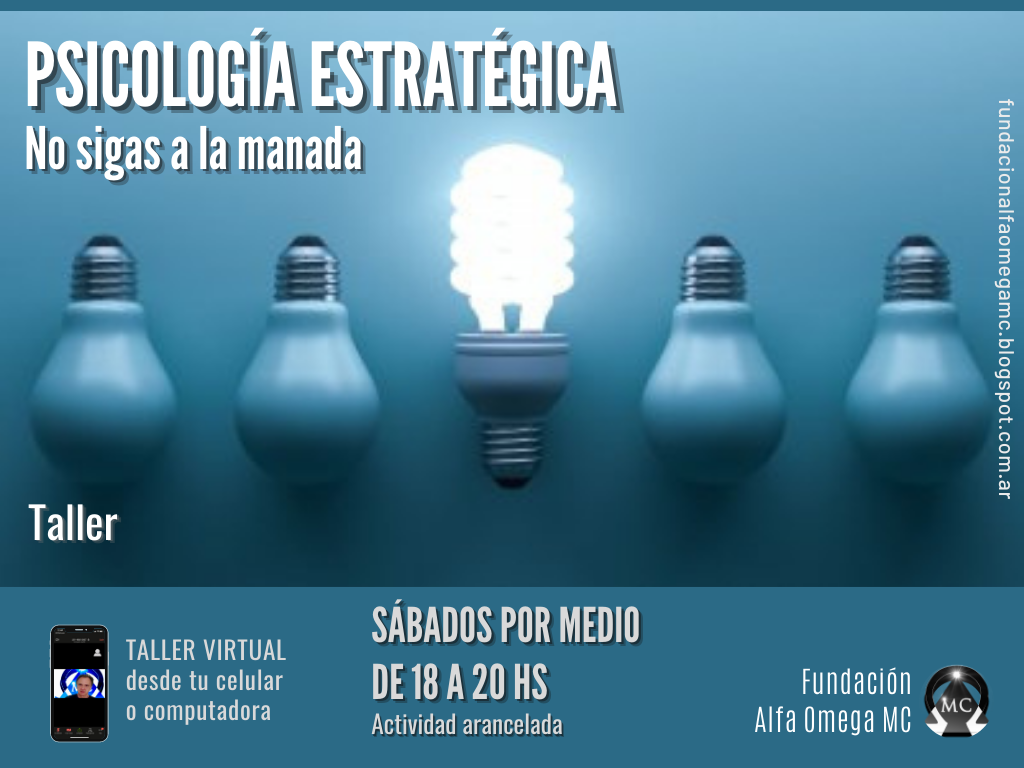 PSICOLOGÍA ESTRATÉGICA
No sigas a la manada
fundacionalfaomegamc.blogspot.com.ar
Taller
TALLER VIRTUAL
desde tu celular
o computadora
SÁBADOS POR MEDIO
DE 18 A 20 HS
Actividad arancelada
Fundación
Alfa Omega MC
MC